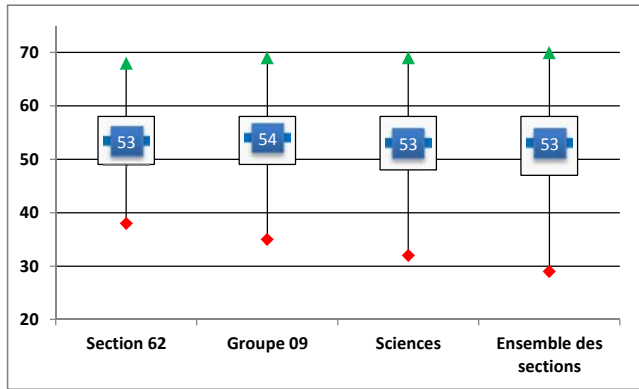 70
60
50
40
30
20
53
54
53
53
Section 62
Groupe 09
Sciences
Ensemble des
sections